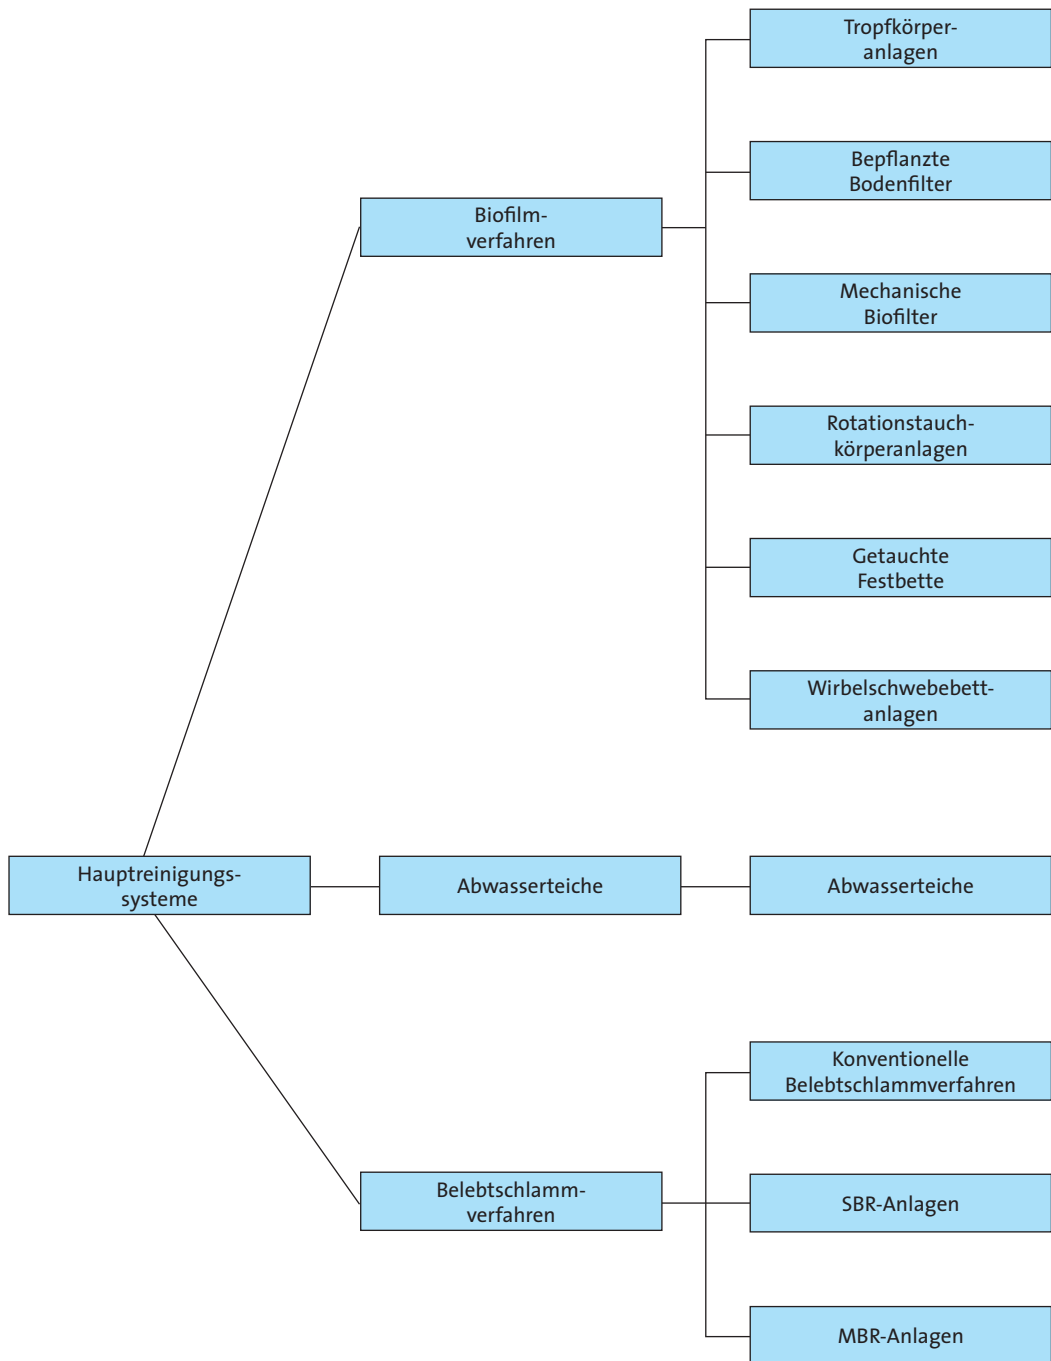 Tropfkörper-
anlagen
Bepflanzte
Bodenfilter
Biofilm-
verfahren
Mechanische
Biofilter
Rotationstauch-
körperanlagen
Getauchte
Festbette
Wirbelschwebebett-
anlagen
Hauptreinigungs-
systeme
Abwasserteiche
Abwasserteiche
Konventionelle
Belebtschlammverfahren
Belebtschlamm-
verfahren
SBR-Anlagen
MBR-Anlagen